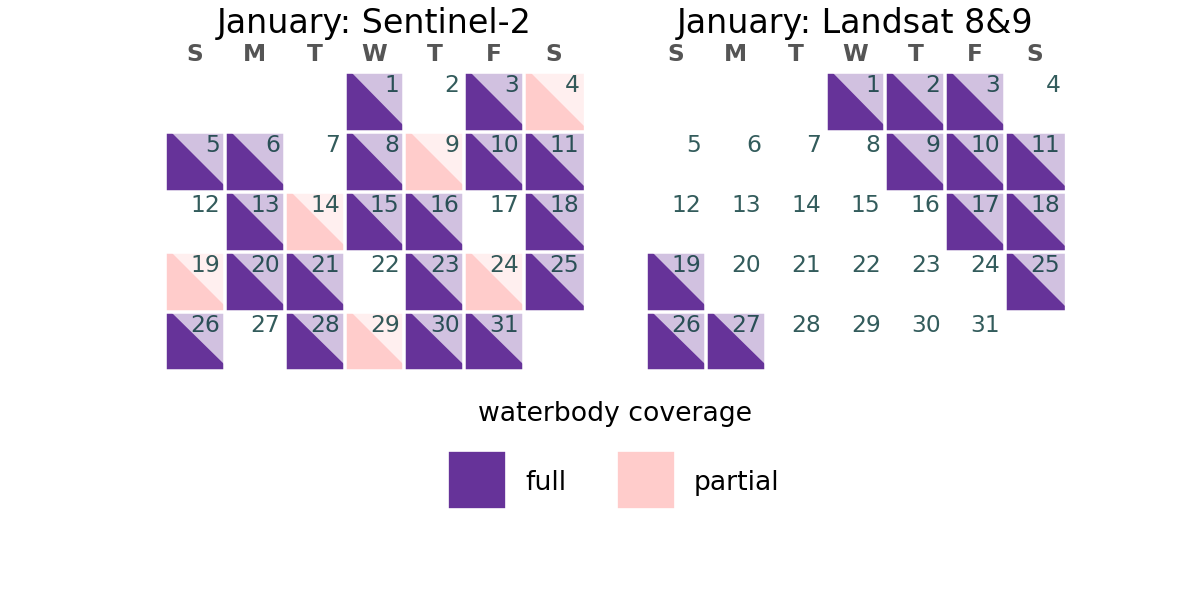 January: Sentinel-2
S M T W T F S
1 2 3 4
5 6 7 8 9 10 11
12 13 14 15 16 17 18
19 20 21 22 23 24 25
26 27 28 29 30 31
January: Landsat 8&9
S M T W T F S
1 2 3 4
5 6 7 8 9 10 11
12 13 14 15 16 17 18
19 20 21 22 23 24 25
26 27 28 29 30 31
waterbody coverage
full partial